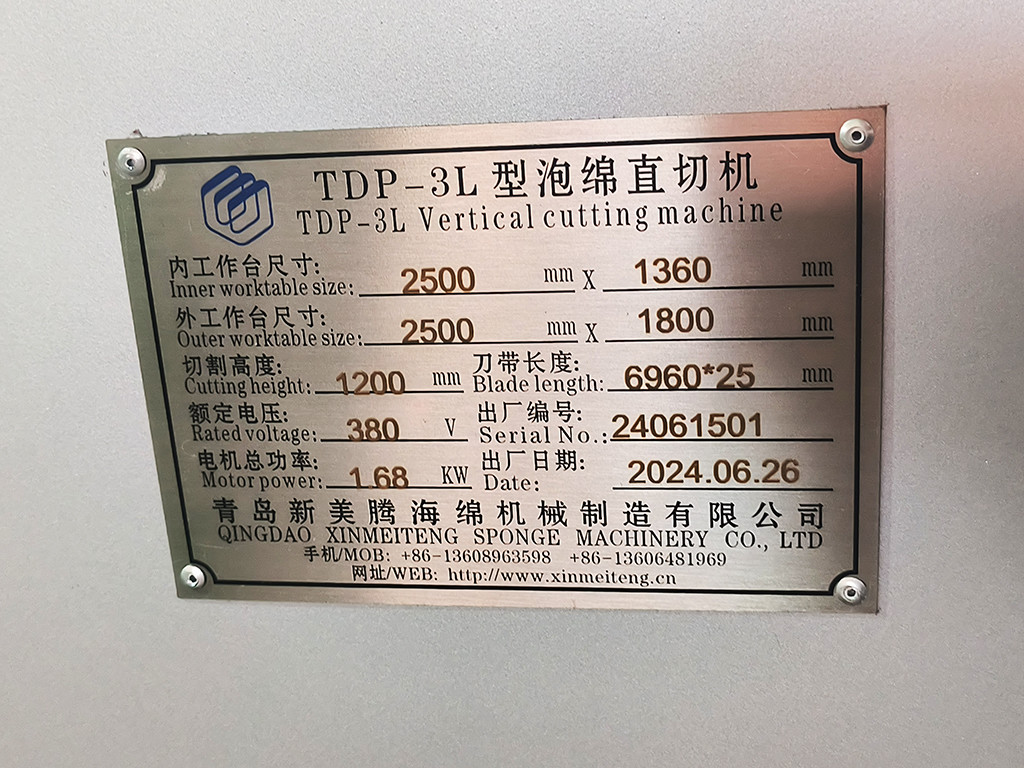 TDP-3L 型泡绵直切机
TDP-3L Vertical cutting machine
内工作台尺寸: 2500 mm X 1360 mm
Inner worktable size:
外工作台尺寸: 2500 mm X 1800 mm
Outer worktable size:
切割高度: 1200 mm 刀带长度: 6960*25 mm
Cutting height: Blade length:
额定电压: 380 V 出厂编号: 24061501
Rated voltage: Serial No.:
电机总功率: 1.68 KW 出厂日期: 2024.06.26
Motor power: Date:
青岛新美腾海绵机械制造有限公司
QINGDAO XINMEITENG SPONGE MACHINERY CO., LTD
手机/MOB: +86-13608963598 +86-13606481969
网址/WEB: http://www.xinmeiteng.cn